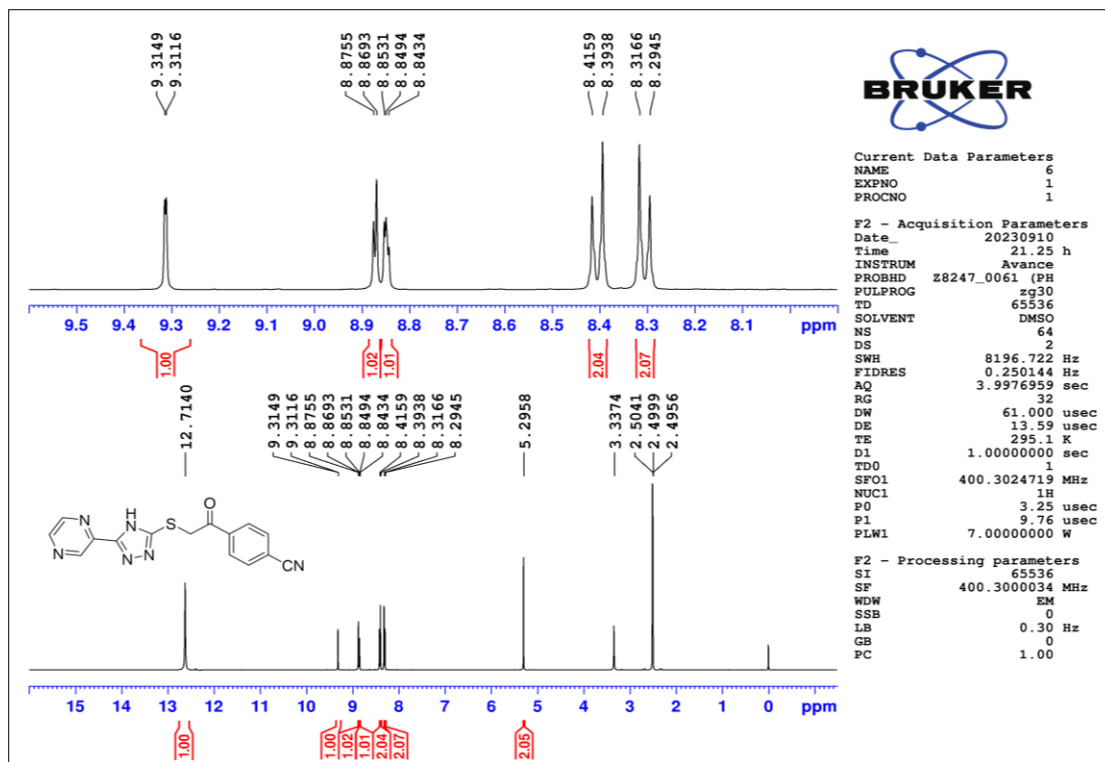 9.3149
9.3116
8.8755
8.8693
8.8531
8.8494
8.8434
8.4159
8.3938
8.3166
8.2945
BRUKER
9.5 9.4 9.3 9.2 9.1 9.0 8.9 8.8 8.7 8.6 8.5 8.4 8.3 8.2 8.1 ppm
1.00
1.02
1.01
2.04
2.07
12.7140
9.3149
9.3116
8.8755
8.8693
8.8531
8.8494
8.8434
8.4159
8.3938
8.3166
8.2945
5.2958
3.3374
2.5041
2.4999
2.4956
N N H N N N S O CN
15 14 13 12 11 10 9 8 7 6 5 4 3 2 1 0 ppm
1.00
1.00
1.02
1.01
2.04
2.07
2.05
Current Data Parameters
NAME 6
EXPNO 1
PROCNO 1
F2 - Acquisition Parameters
Date_ 20230910
Time 21.25 h
INSTRUM Avance
PROBHD Z8247_0061 (PH
PULPROG zg30
TD 65536
SOLVENT DMSO
NS 64
DS 2
SWH 8196.722 Hz
FIDRES 0.250144 Hz
AQ 3.9976959 sec
RG 32
DW 61.000 usec
DE 13.59 usec
TE 295.1 K
D1 1.00000000 sec
TD0 1
SFO1 400.3024719 MHz
NUC1 1H
P0 3.25 usec
P1 9.76 usec
PLW1 7.00000000 W
F2 - Processing parameters
SI 65536
SF 400.3000034 MHz
WDW EM
SSB 0
LB 0.30 Hz
GB 0
PC 1.00